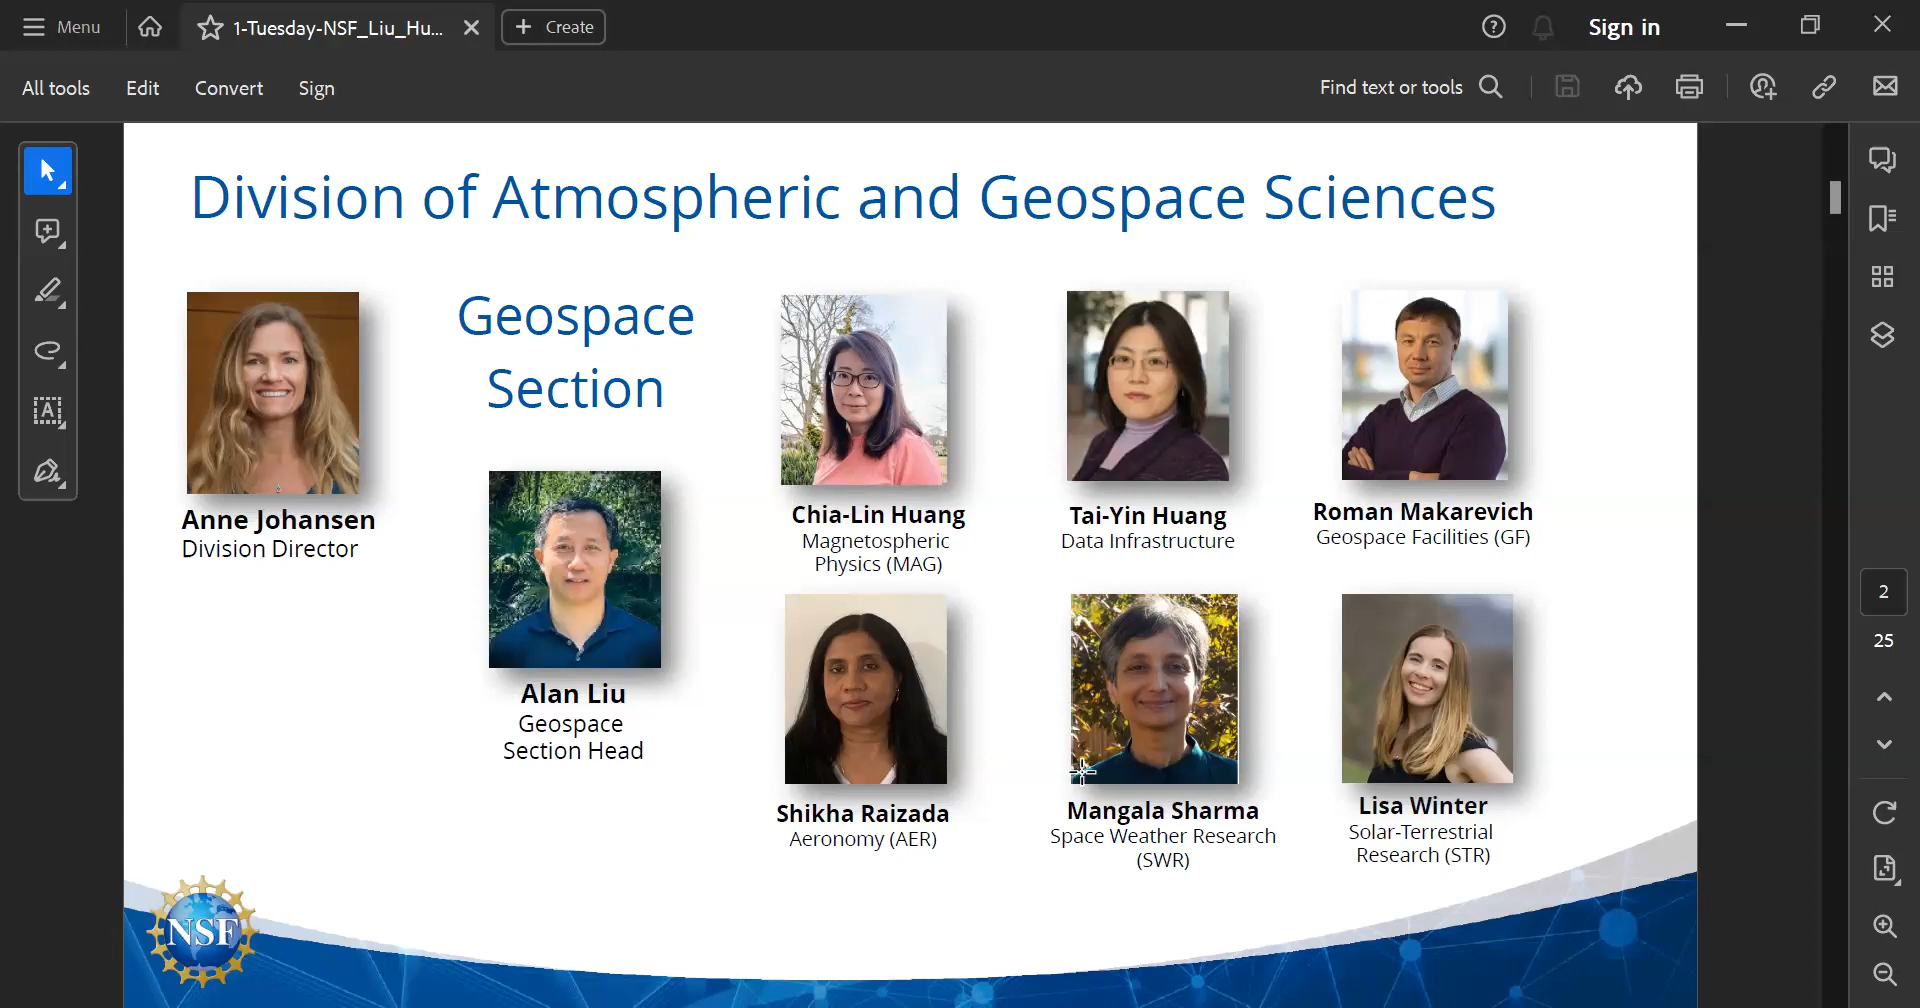 Menu
1-Tuesday-NSF_Liu_Hu...
Create
Sign in
All tools
Edit
Convert
Sign
Find text or tools
Division of Atmospheric and Geospace Sciences
Geospace
Section
Anne Johansen
Division Director
Alan Liu
Geospace
Section Head
Chia-Lin Huang
Magnetospheric
Physics (MAG)
Tai-Yin Huang
Data Infrastructure
Roman Makarevich
Geospace Facilities (GF)
Shikha Raizada
Aeronomy (AER)
Mangala Sharma
Space Weather Research
(SWR)
Lisa Winter
Solar-Terrestrial
Research (STR)
NSF
2
25